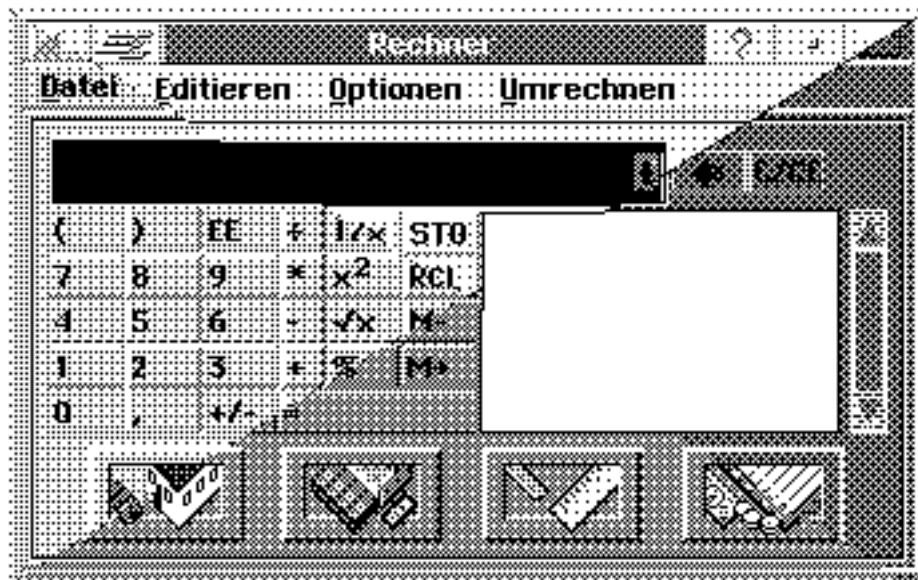 Rechner ?
Datei Editieren Optionen Umrechnen
C/CE
( ) EE ÷ 1/x STO
7 8 9 * x² RCL
4 5 6 - √x M-
1 2 3 + % M+
0 , +/- =